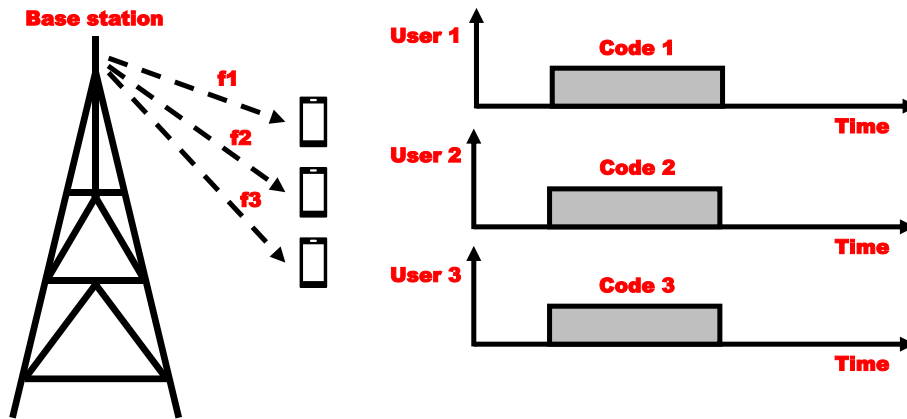 Base station
f1
f2
f3
User 1
Code 1
Time
User 2
Code 2
Time
User 3
Code 3
Time